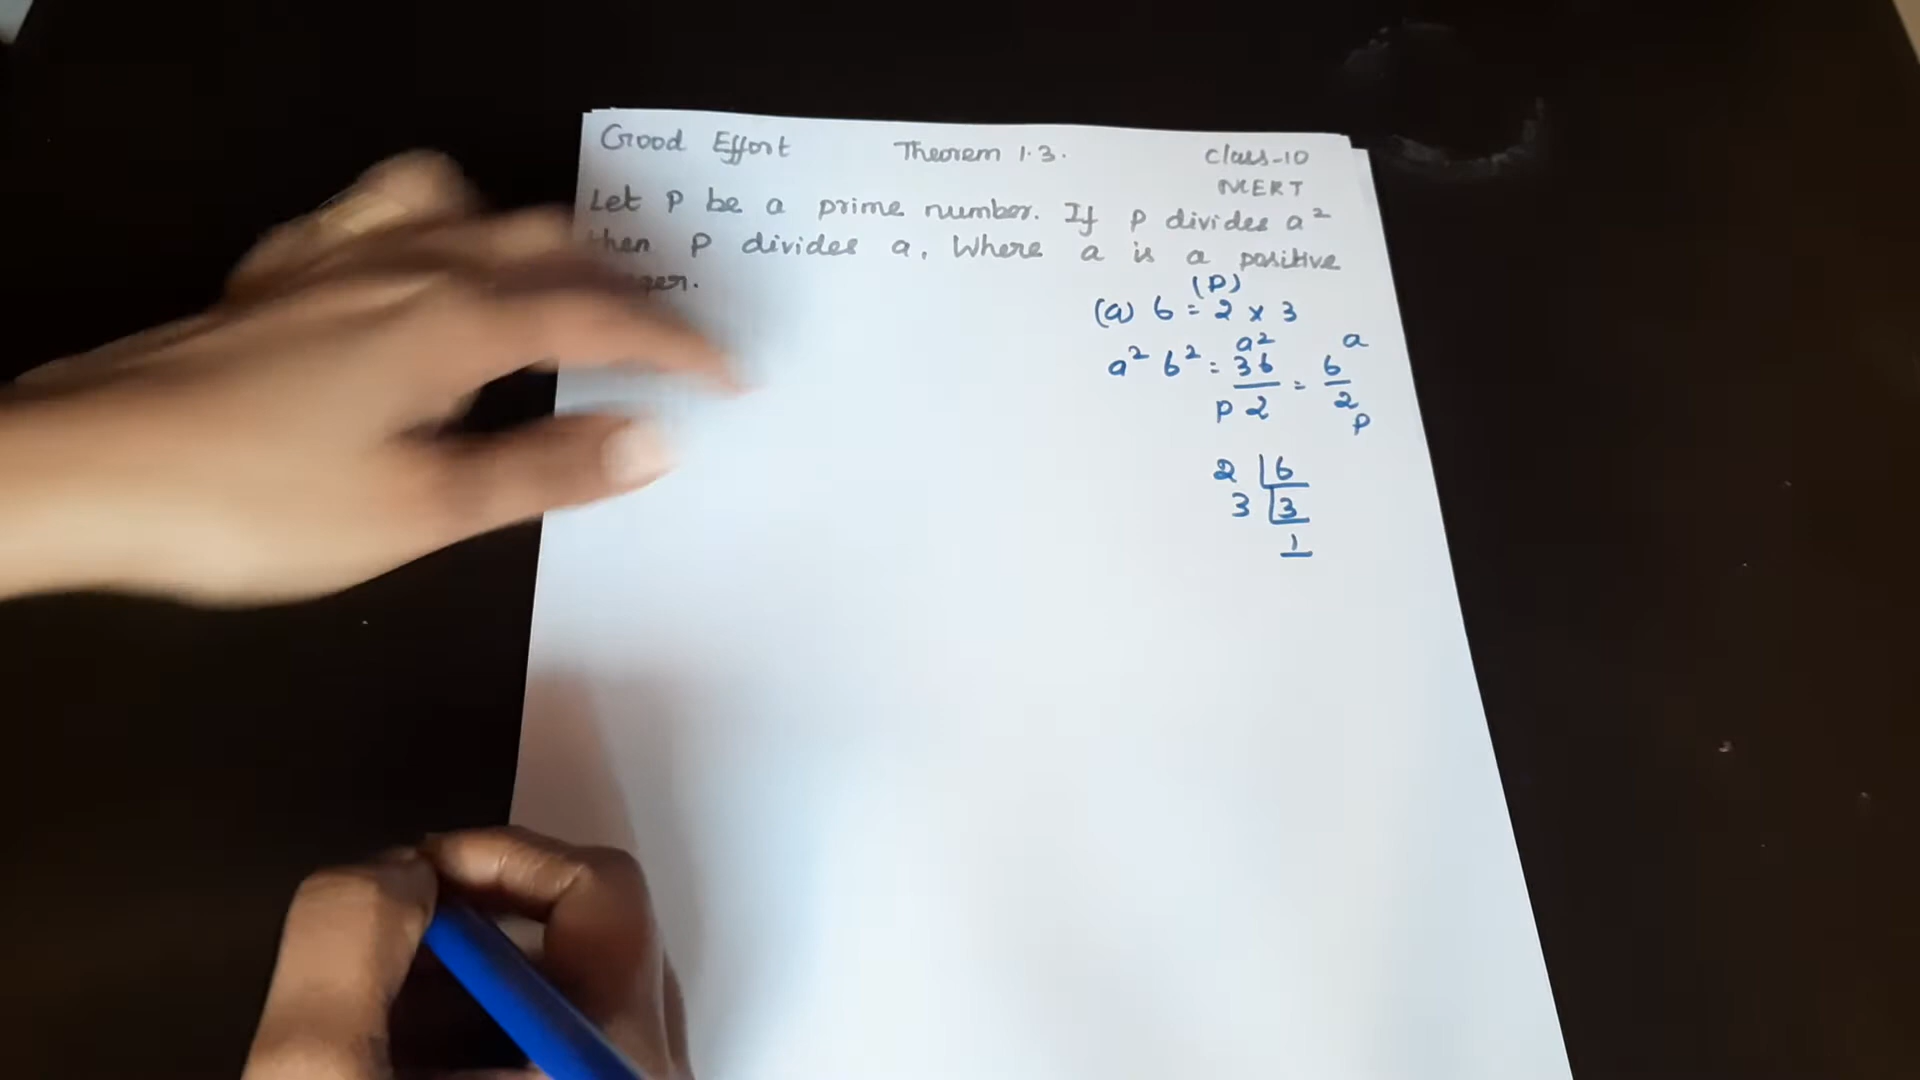 Good Effort Theorem 1.3. Class-10
NCERT
Let P be a prime number. If P divides a²
then P divides a. Where a is a positive
(P)
(a) 6 = 2 x 3
a² 6² = a² 36 / P 2 = 6 a / 2 P
2 | 6
3 | 3
1